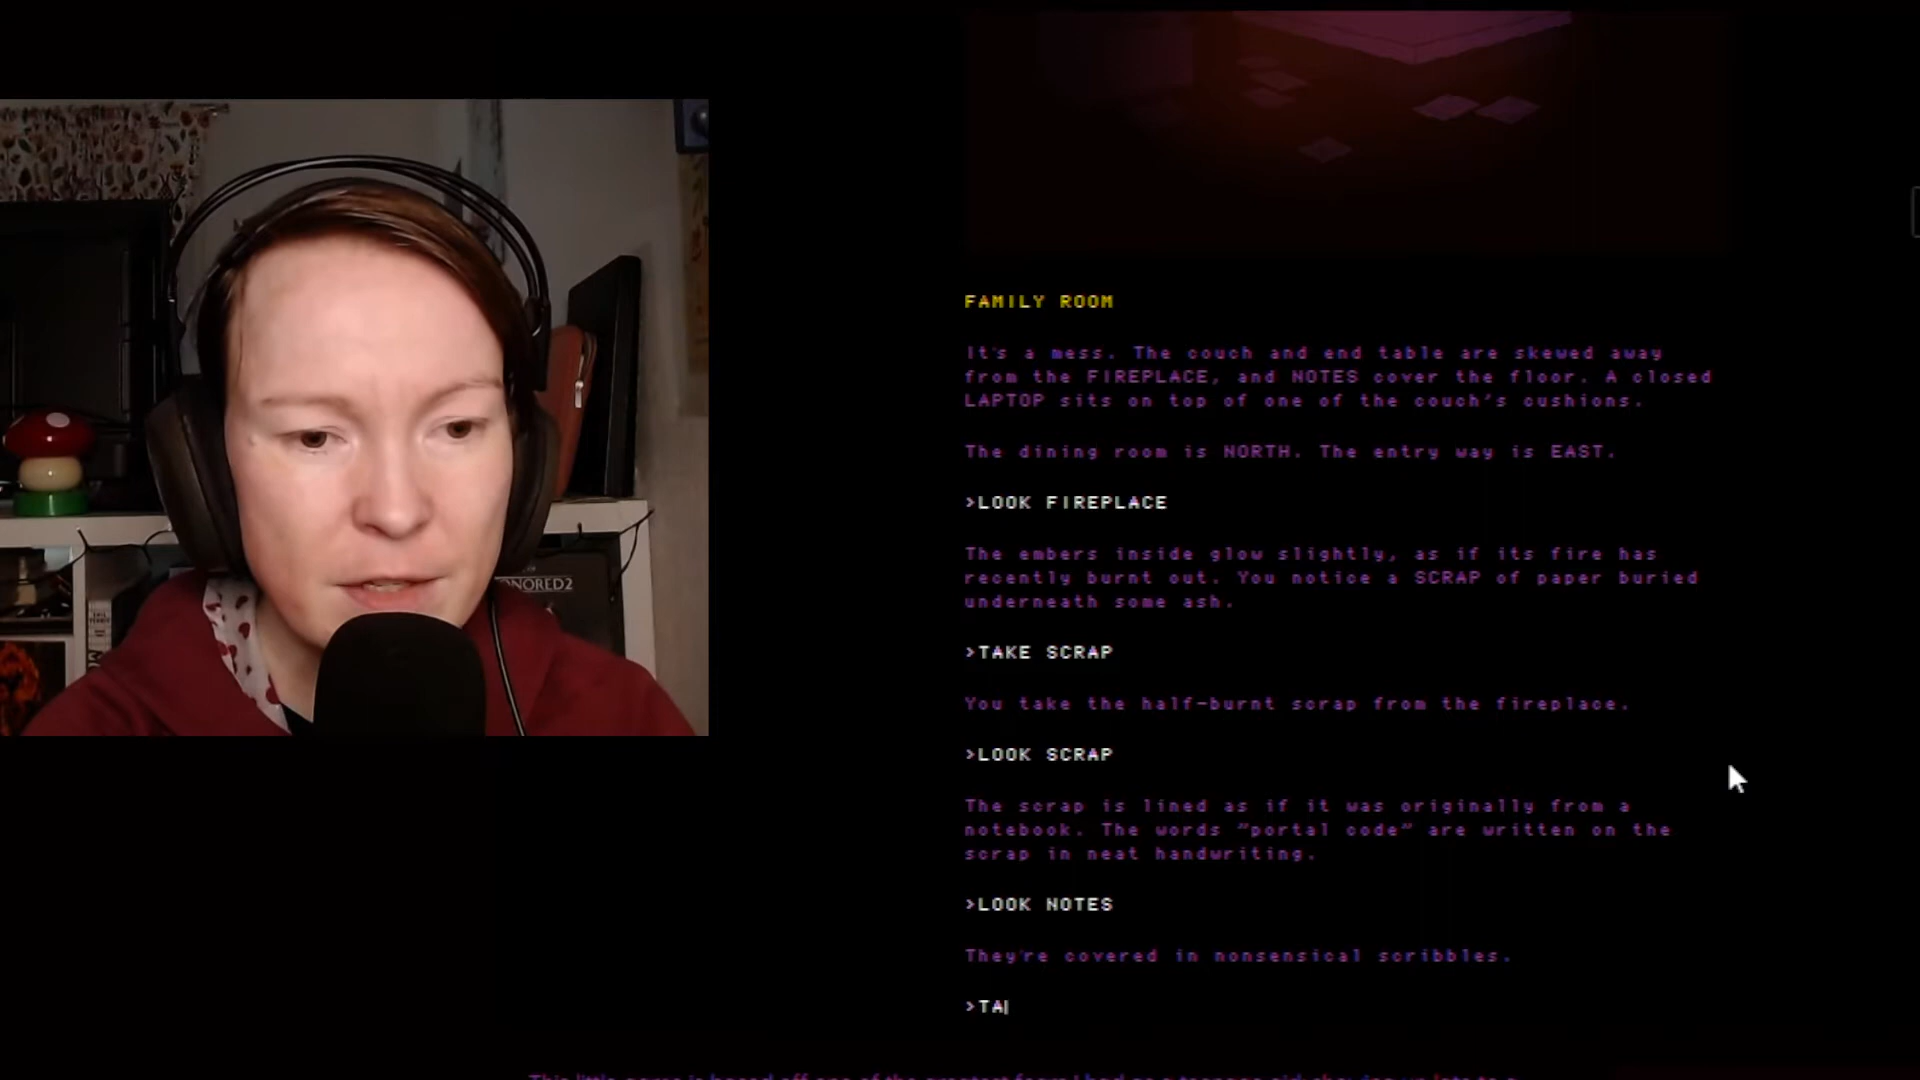 FAMILY ROOM
It's a mess. The couch and end table are skewed away
from the FIREPLACE, and NOTES cover the floor. A closed
LAPTOP sits on top of one of the couch's cushions.
The dining room is NORTH. The entry way is EAST.
>LOOK FIREPLACE
The embers inside glow slightly, as if its fire has
recently burnt out. You notice a SCRAP of paper buried
underneath some ash.
>TAKE SCRAP
You take the half-burnt scrap from the fireplace.
>LOOK SCRAP
The scrap is lined as if it was originally from a
notebook. The words "portal code" are written on the
scrap in neat handwriting.
>LOOK NOTES
They're covered in nonsensical scribbles.
>TA
ONORED2